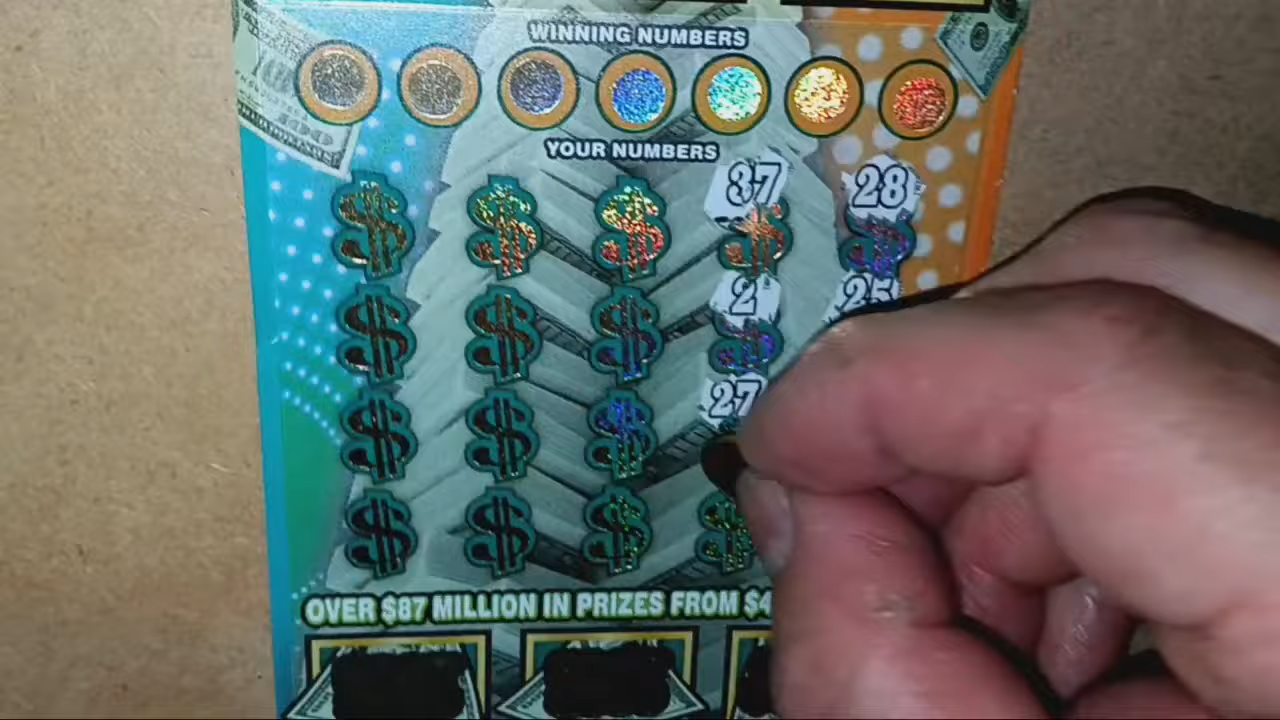 WINNING NUMBERS
YOUR NUMBERS
37 28
2 25
27
OVER $87 MILLION IN PRIZES FROM $4